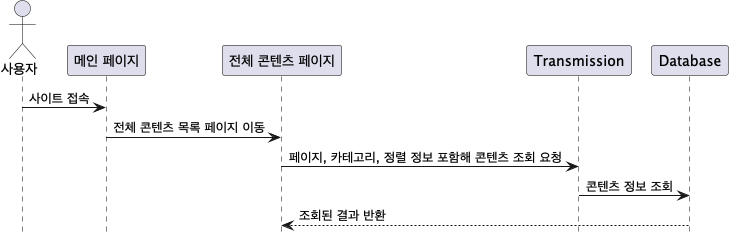 사용자
메인 페이지
전체 콘텐츠 페이지
Transmission
Database
사이트 접속
전체 콘텐츠 목록 페이지 이동
페이지, 카테고리, 정렬 정보 포함해 콘텐츠 조회 요청
콘텐츠 정보 조회
조회된 결과 반환